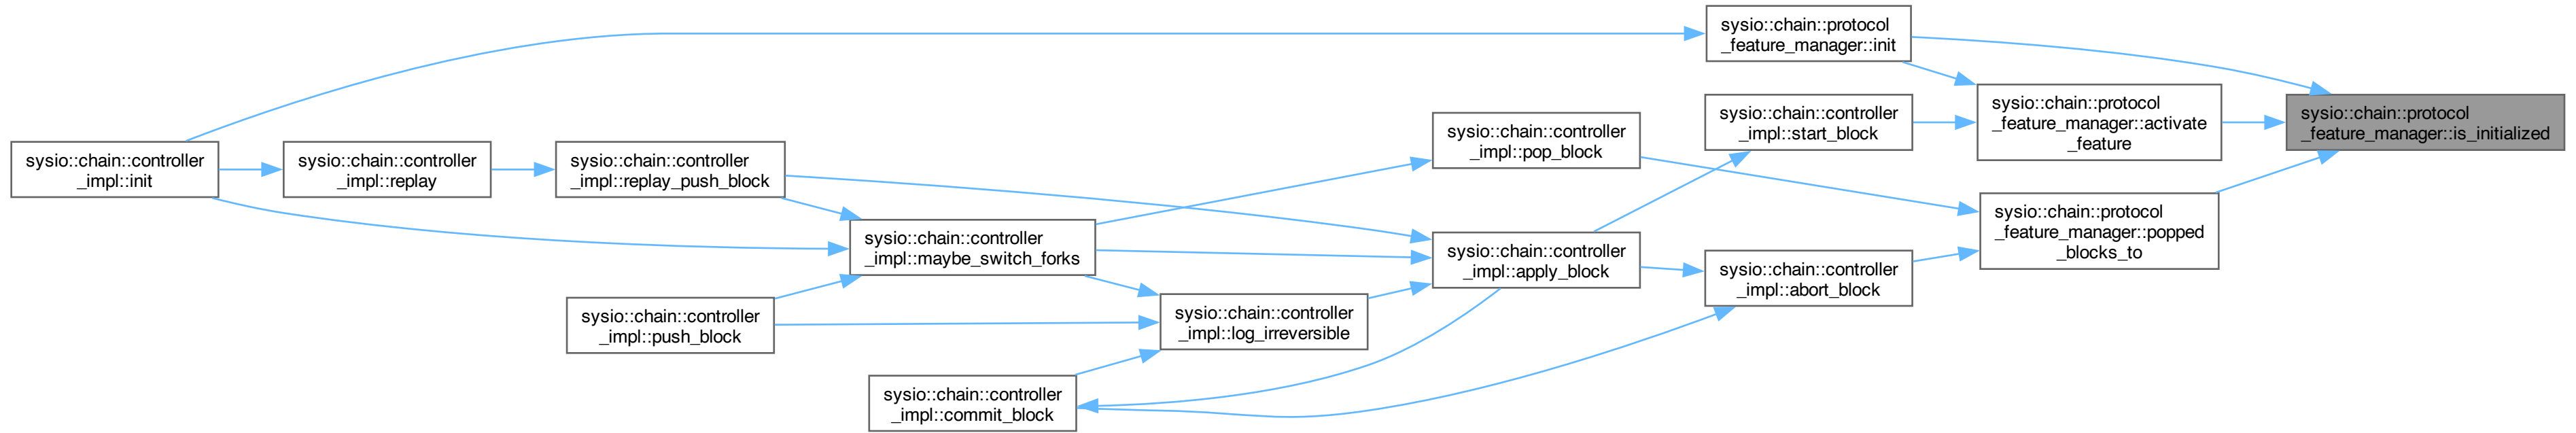 sysio::chain::protocol
_feature_manager::init
sysio::chain::protocol
_feature_manager::activate
_feature
sysio::chain::controller
_impl::start_block
sysio::chain::protocol
_feature_manager::is_initialized
sysio::chain::controller
_impl::pop_block
sysio::chain::controller
_impl::init
sysio::chain::controller
_impl::replay
sysio::chain::controller
_impl::replay_push_block
sysio::chain::protocol
_feature_manager::popped
_blocks_to
sysio::chain::controller
_impl::maybe_switch_forks
sysio::chain::controller
_impl::apply_block
sysio::chain::controller
_impl::abort_block
sysio::chain::controller
_impl::push_block
sysio::chain::controller
_impl::log_irreversible
sysio::chain::controller
_impl::commit_block